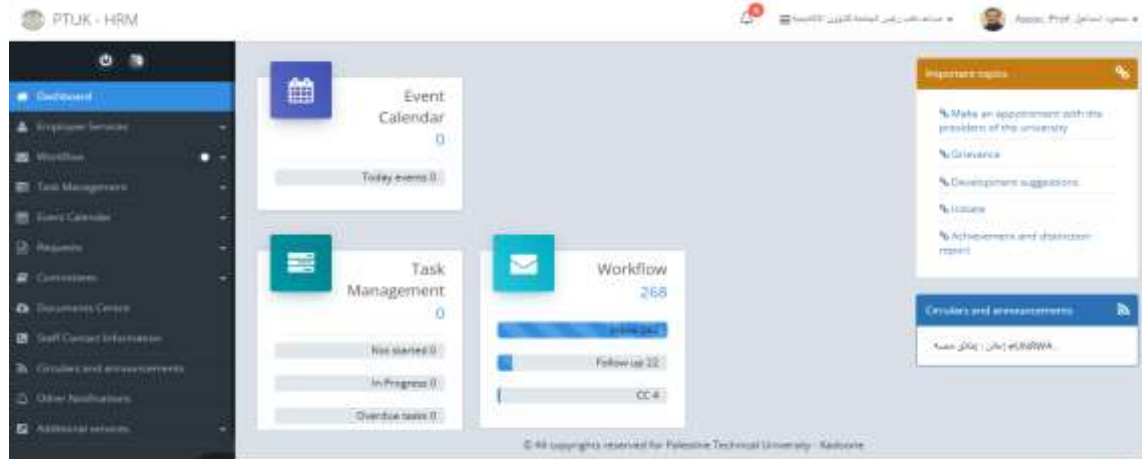 PTUK - HRM
Assoc. Prof.
Dashboard
Employee Services
Workflow
Task Management
Event Calendar
Requests
Committees
Documents Centre
Staff Contact Information
Circulars and announcements
Other Notifications
Additional services
Event
Calendar
0
Today events 0
Task
Management
0
Not started 0
In Progress 0
Overdue tasks 0
Workflow
268
Follow up 22
CC 4
Important topics
Make an appointment with the
president of the university
Grievance
Development suggestions
Initiate
Achievement and distinction
report
Circulars and announcements
© All copyrights reserved for Palestine Technical University - Kadoorie